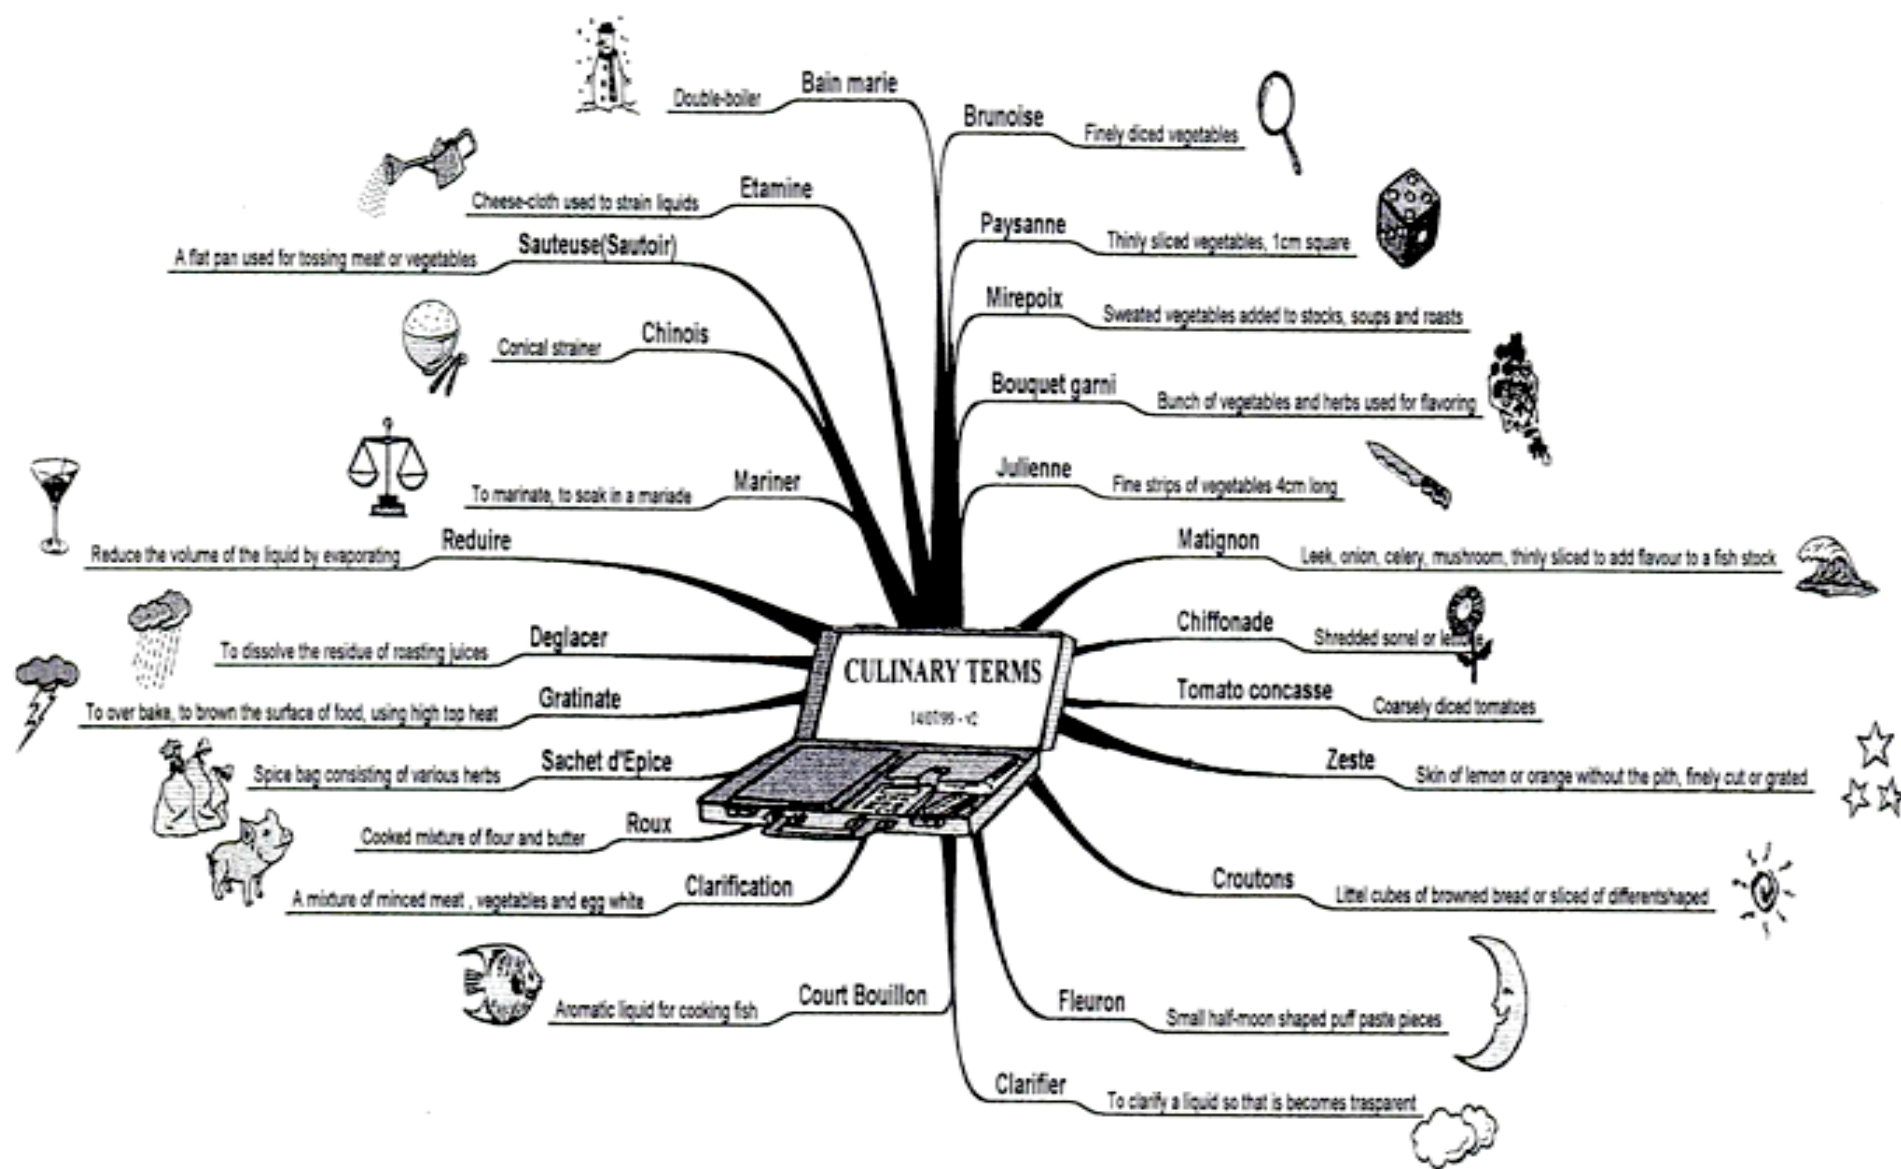 CULINARY TERMS
14/07/99 - v2
Bain marie
Double-boiler
Etamine
Cheese-cloth used to strain liquids
Sauteuse(Sautoir)
A flat pan used for tossing meat or vegetables
Chinois
Conical strainer
Mariner
To marinate, to soak in a mariade
Reduire
Reduce the volume of the liquid by evaporating
Deglacer
To dissolve the residue of roasting juices
Gratinate
To over bake, to brown the surface of food, using high top heat
Sachet d'Epice
Spice bag consisting of various herbs
Roux
Cooked mixture of flour and butter
Clarification
A mixture of minced meat , vegetables and egg white
Court Bouillon
Aromatic liquid for cooking fish
Brunoise
Finely diced vegetables
Paysanne
Thinly sliced vegetables, 1cm square
Mirepoix
Sweated vegetables added to stocks, soups and roasts
Bouquet garni
Bunch of vegetables and herbs used for flavoring
Julienne
Fine strips of vegetables 4cm long
Matignon
Leek, onion, celery, mushroom, thinly sliced to add flavour to a fish stock
Chiffonade
Shredded sorrel or
Tomato concasse
Coarsely diced tomatoes
Zeste
Skin of lemon or orange without the pith, finely cut or grated
Croutons
Littel cubes of browned bread or sliced of differentshaped
Fleuron
Small half-moon shaped puff paste pieces
Clarifier
To clarify a liquid so that is becomes trasparent